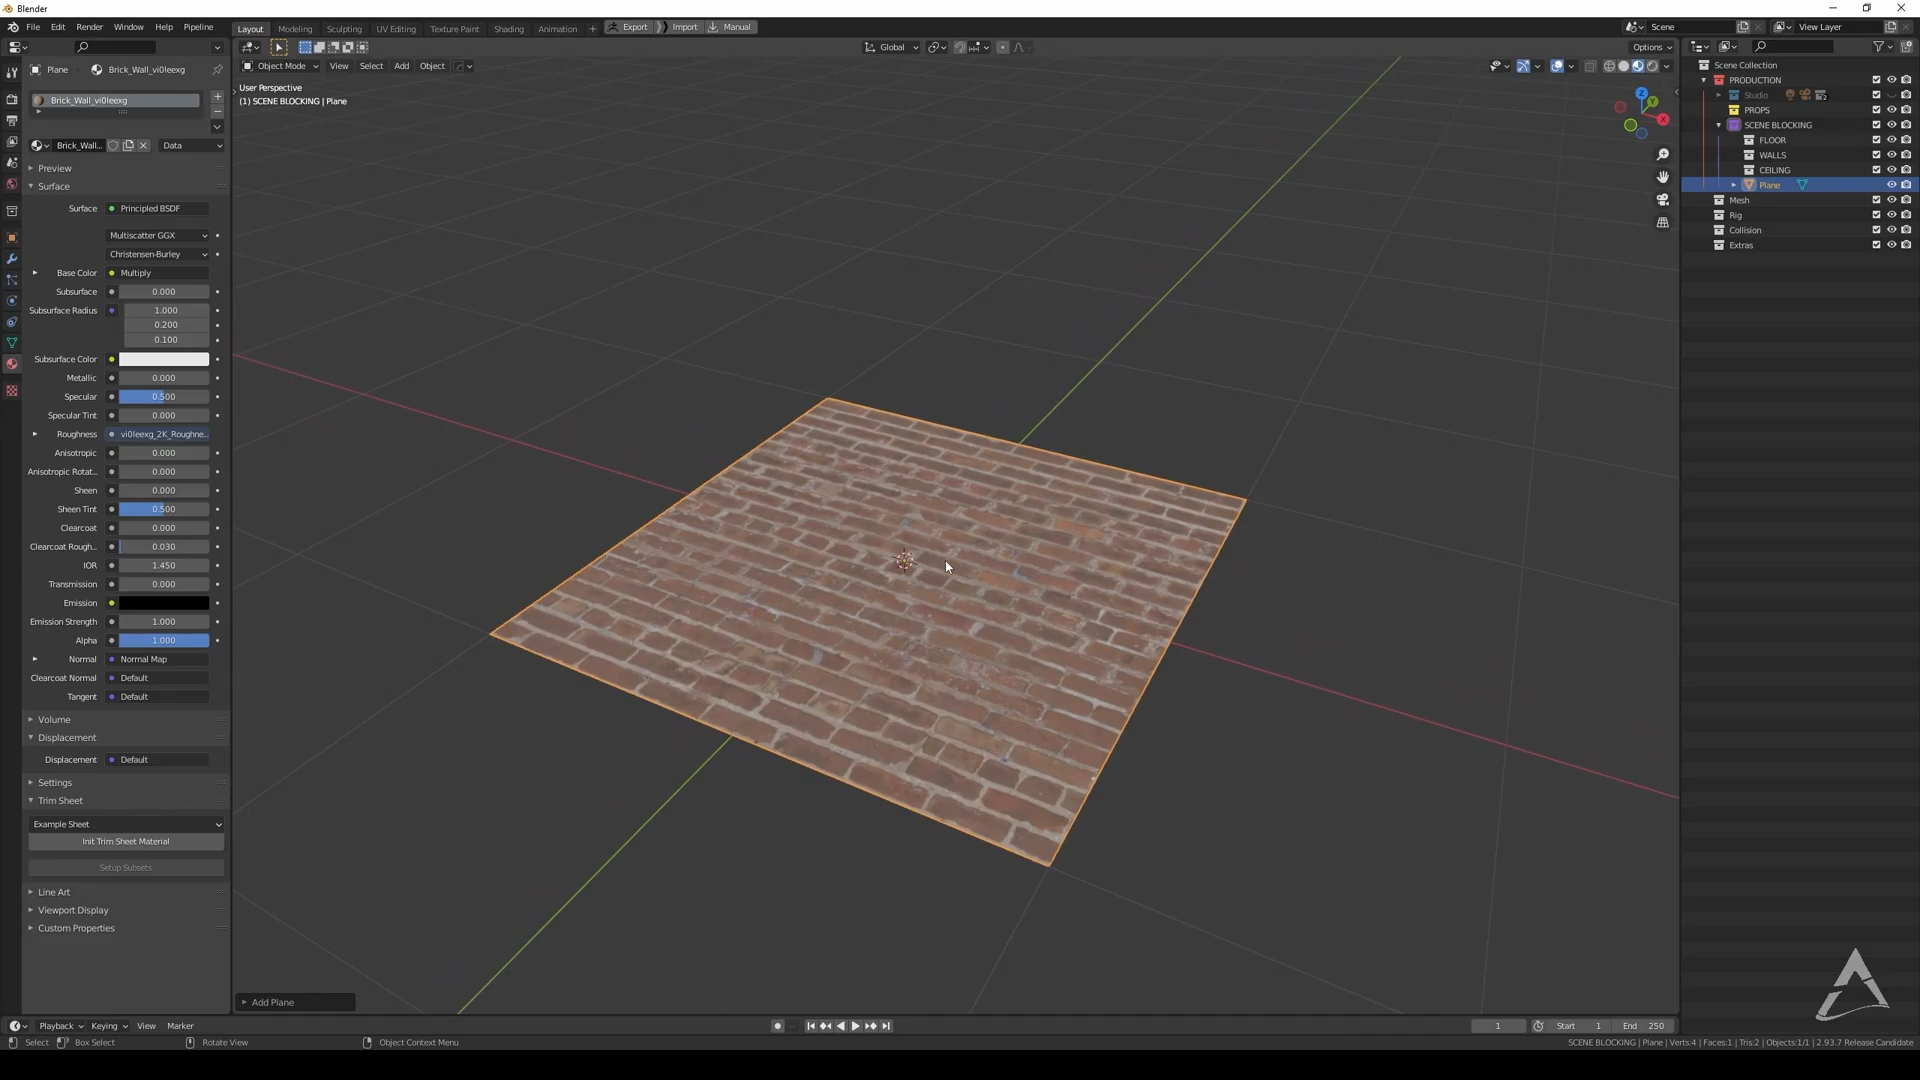 Blender
File Edit Render Window Help Pipeline
Layout Modeling Sculpting UV Editing Texture Paint Shading Animation + Export Import Manual
Scene View Layer
Global Options
Plane Brick_Wall_vi0leexg
Object Mode View Select Add Object
Brick_Wall_vi0leexg
User Perspective
(1) SCENE BLOCKING | Plane
Brick_Wall... Data
Preview
Surface
Surface Principled BSDF
Multiscatter GGX
Christensen-Burley
Base Color Multiply
Subsurface 0.000
Subsurface Radius 1.000
0.200
0.100
Subsurface Color
Metallic 0.000
Specular 0.500
Specular Tint 0.000
Roughness vi0leexg_2K_Roughne...
Anisotropic 0.000
Anisotropic Rotat... 0.000
Sheen 0.000
Sheen Tint 0.500
Clearcoat 0.000
Clearcoat Rough... 0.030
IOR 1.450
Transmission 0.000
Emission
Emission Strength 1.000
Alpha 1.000
Normal Normal Map
Clearcoat Normal Default
Tangent Default
Volume
Displacement
Displacement Default
Settings
Trim Sheet
Example Sheet
Init Trim Sheet Material
Setup Subsets
Line Art
Viewport Display
Custom Properties
Z
Y
X
Scene Collection
PRODUCTION
Studio 2
PROPS
SCENE BLOCKING
FLOOR
WALLS
CEILING
Plane
Mesh
Rig
Collision
Extras
Add Plane
Playback Keying View Marker 1 Start 1 End 250
Select Box Select Rotate View Object Context Menu SCENE BLOCKING | Plane | Verts:4 | Faces:1 | Tris:2 | Objects:1/1 | 2.93.7 Release Candidate